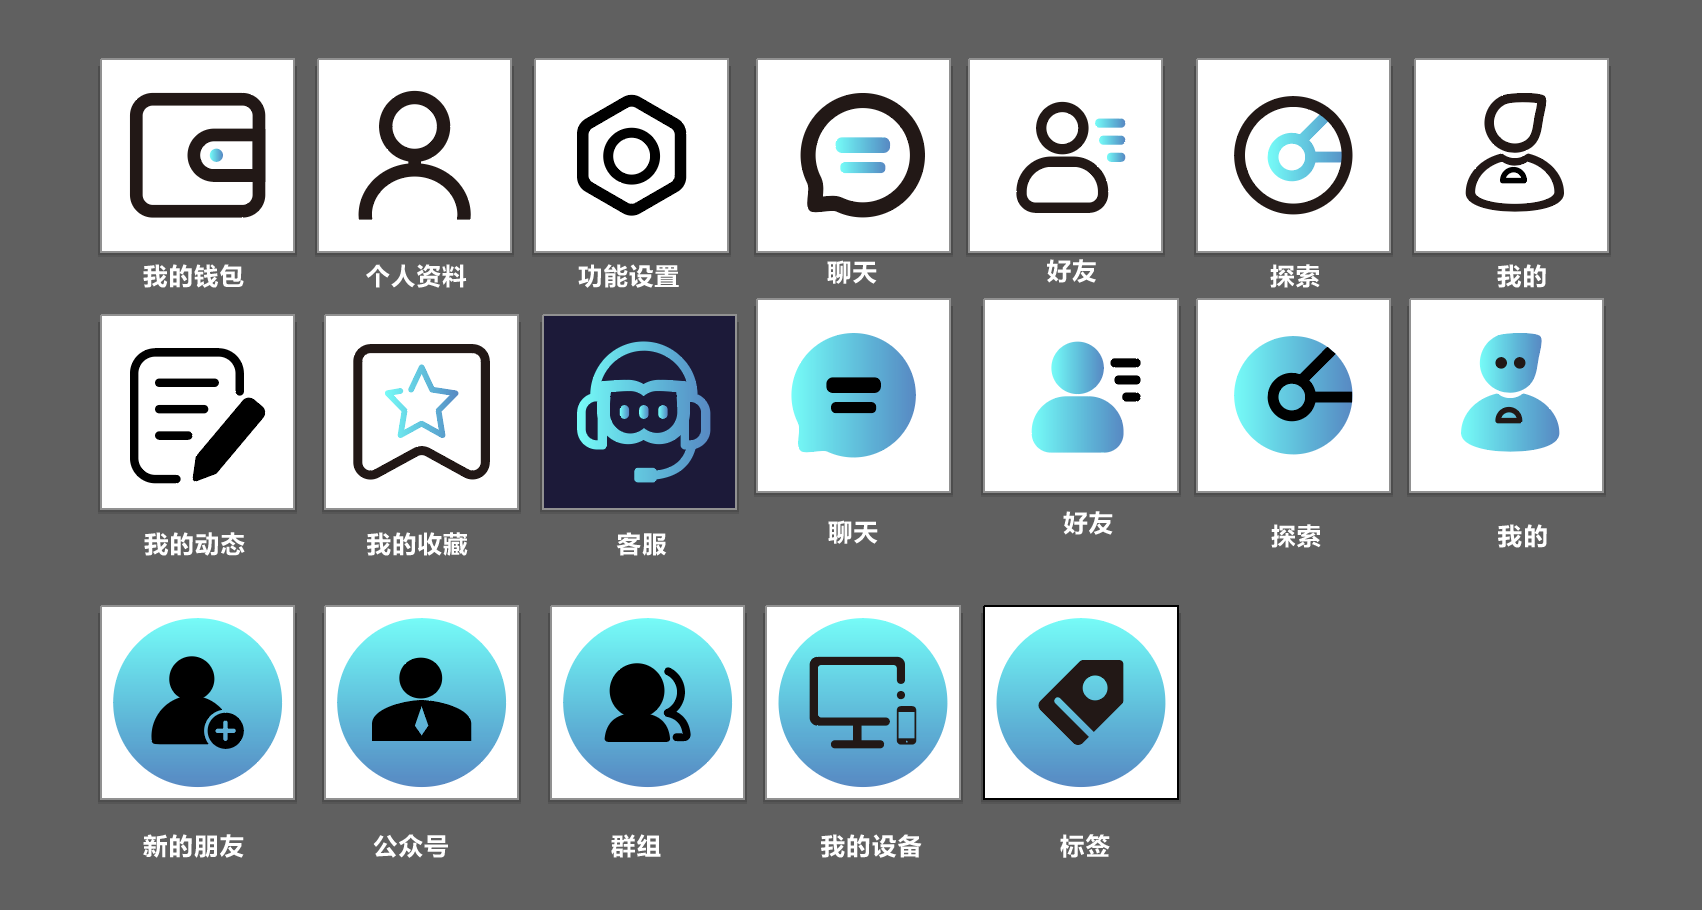 我的钱包
个人资料
功能设置
聊天
好友
探索
我的
我的动态
我的收藏
客服
聊天
好友
探索
我的
新的朋友
公众号
群组
我的设备
标签